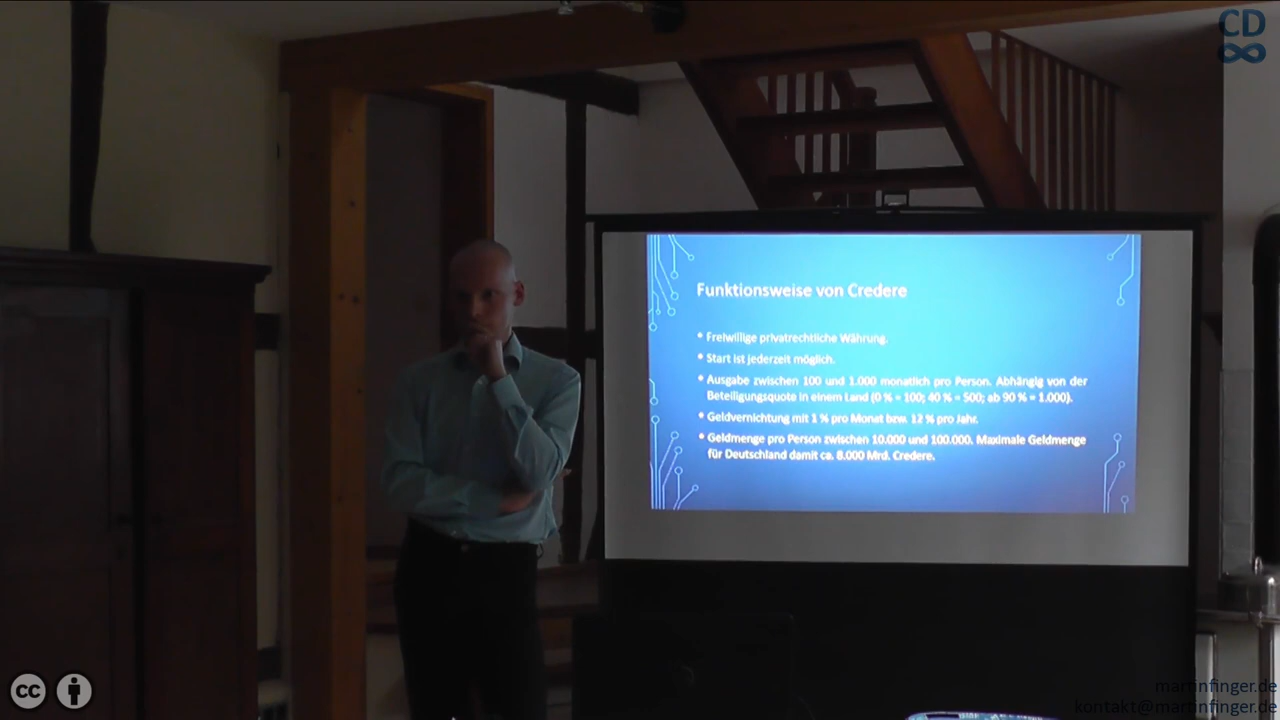 CD
Funktionsweise von Credere
Freiwillige privatrechtliche Währung.
Start ist jederzeit möglich.
Ausgabe zwischen 100 und 1.000 monatlich pro Person. Abhängig von der
Beteiligungsquote in einem Land (0 % = 100; 40 % = 500; ab 90 % = 1.000).
Geldvernichtung mit 1 % pro Monat bzw. 12 % pro Jahr.
Geldmenge pro Person zwischen 10.000 und 100.000. Maximale Geldmenge
für Deutschland damit ca. 8.000 Mrd. Credere.
cc
martinfinger.de
kontakt@martinfinger.de